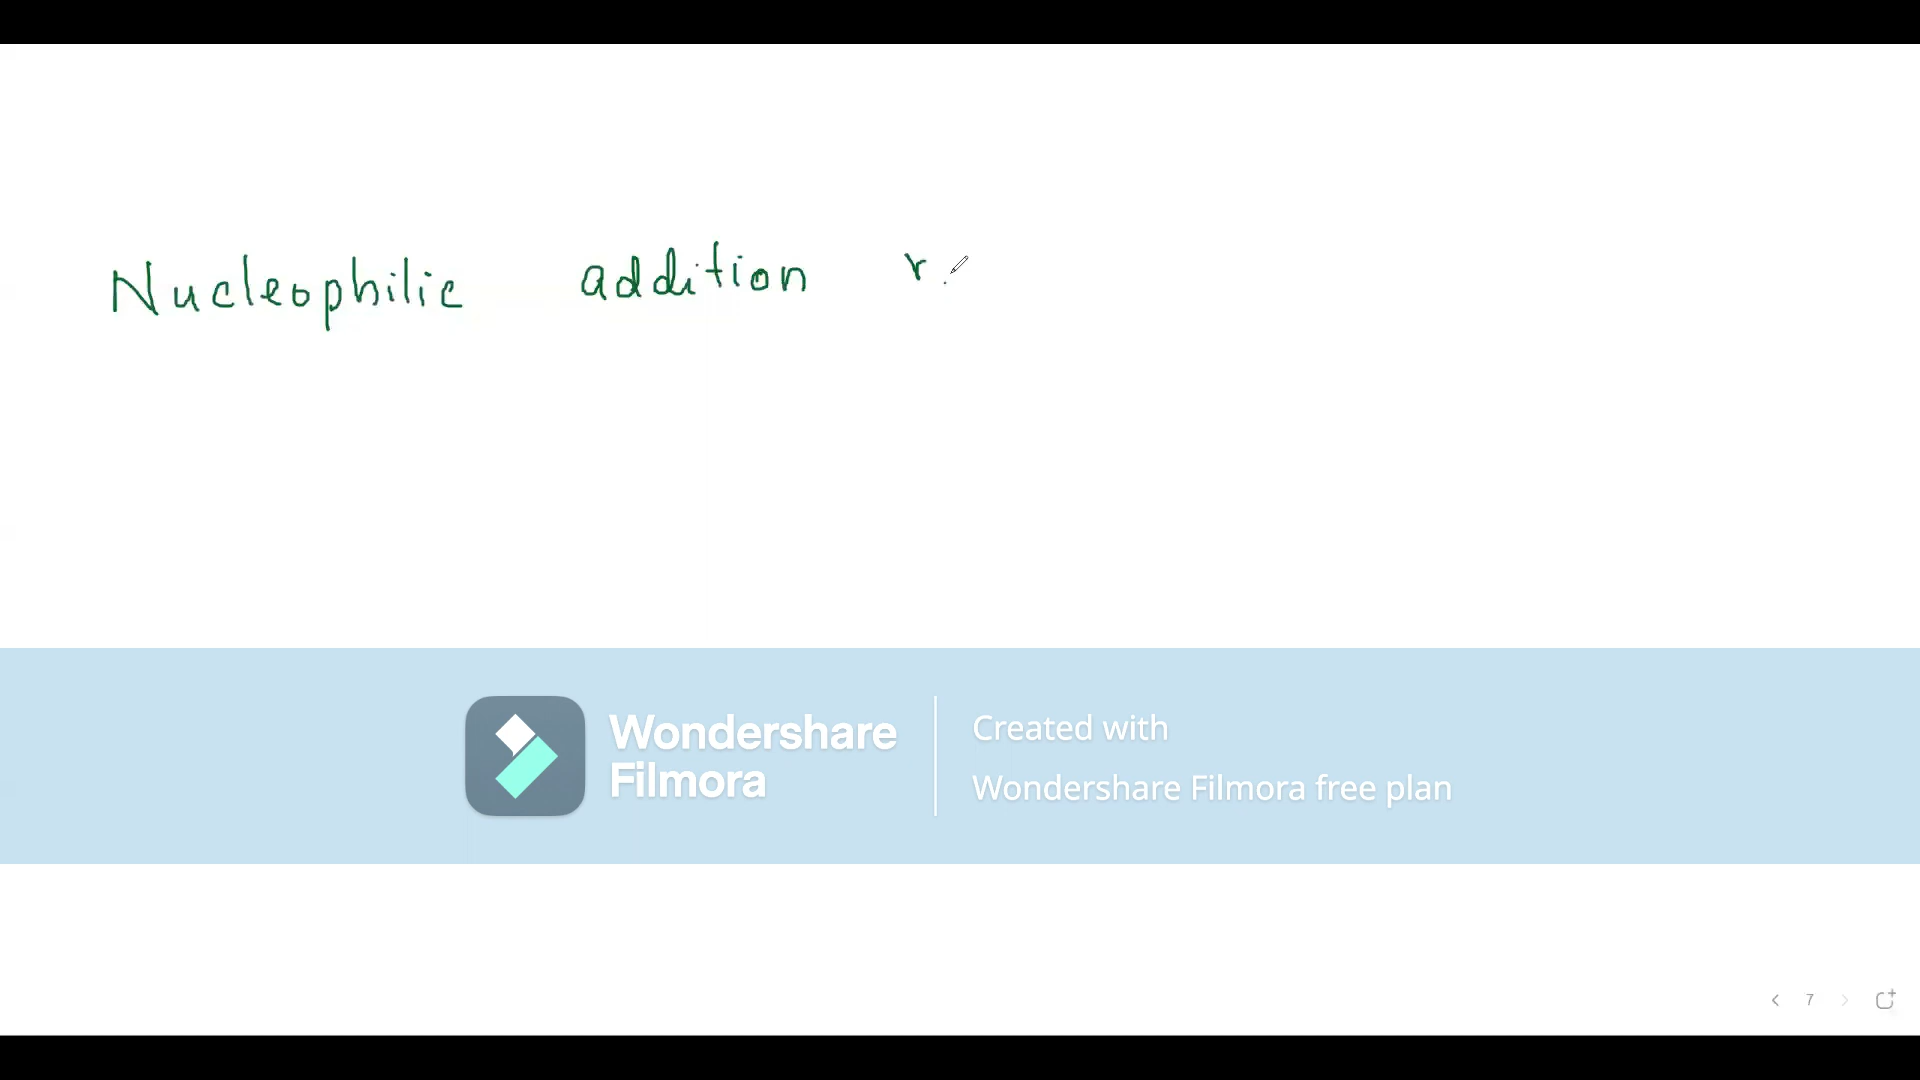 Nucleophilic addition r
Wondershare
Filmora
Created with
Wondershare Filmora free plan
7